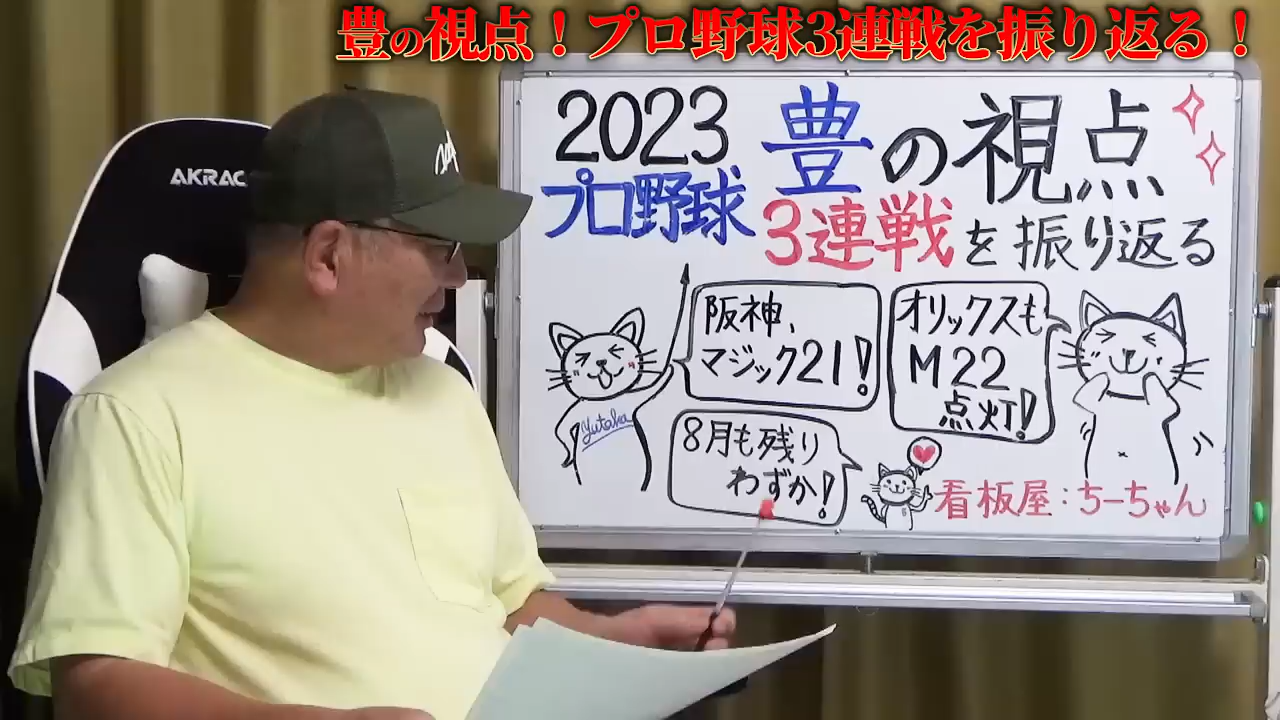 豊の視点!プロ野球3連戦を振り返る!
AKRAC
2023
プロ野球
豊の視点
3連戦を振り返る
阪神、
マジック21!
オリックスも
M22
点灯!
yutaka
8月も残り
わずか!
看板屋:ちーちゃん